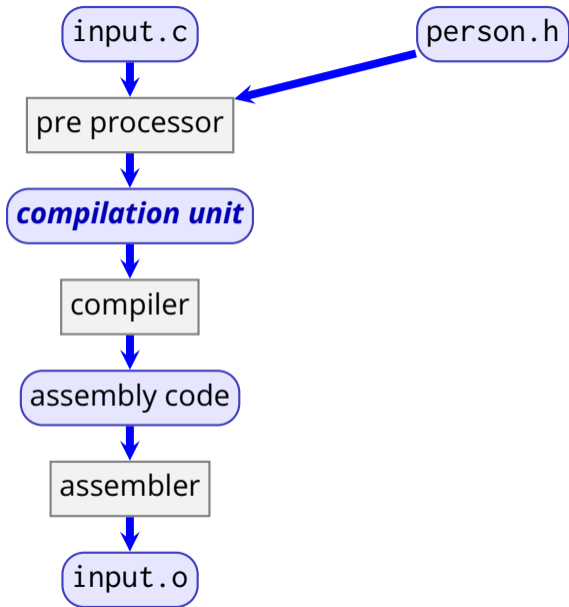 input.c
person.h
pre processor
compilation unit
compiler
assembly code
assembler
input.o